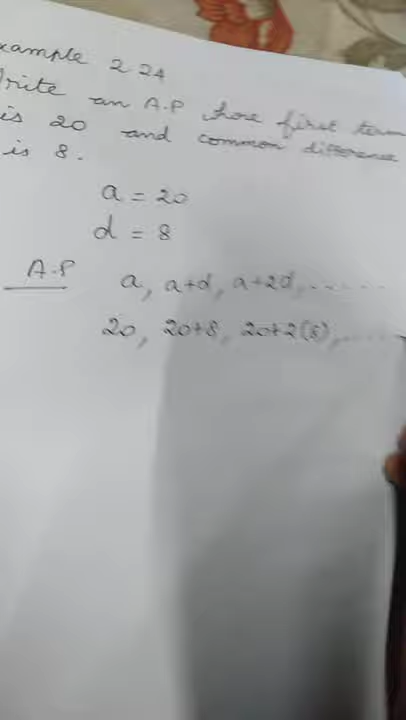 xample 2.24
Write an A.P whose first term
is 20 and common difference
is 8.
a = 20
d = 8
A.P a, a+d, a+2d, ......
20, 20+8, 20+2(8), .....